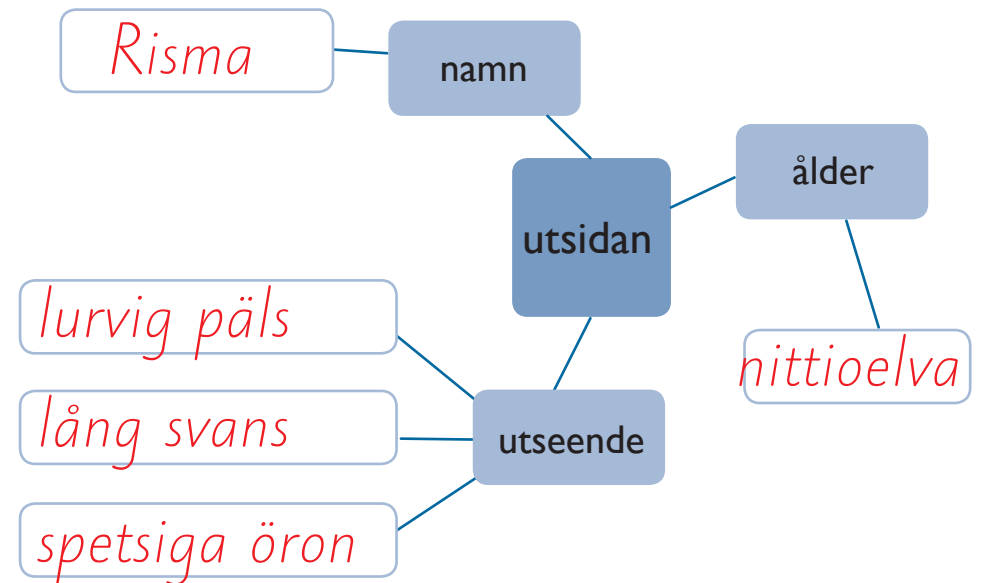 Risma
namn
ålder
utsidan
lurvig päls
nittioelva
lång svans
utseende
spetsiga öron